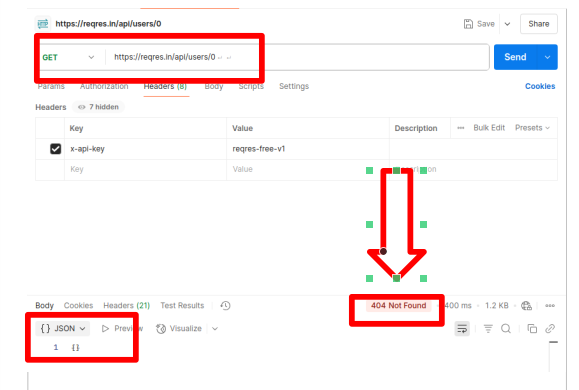 https://reqres.in/api/users/0 Save Share
GET https://reqres.in/api/users/0 Send
Params Authorization Headers (8) Body Scripts Settings Cookies
Headers 7 hidden
Key Value Description Bulk Edit Presets
x-api-key reqres-free-v1
Key Value
Body Cookies Headers (21) Test Results 404 Not Found 400 ms 1.2 KB
{} JSON Preview Visualize
1 {}